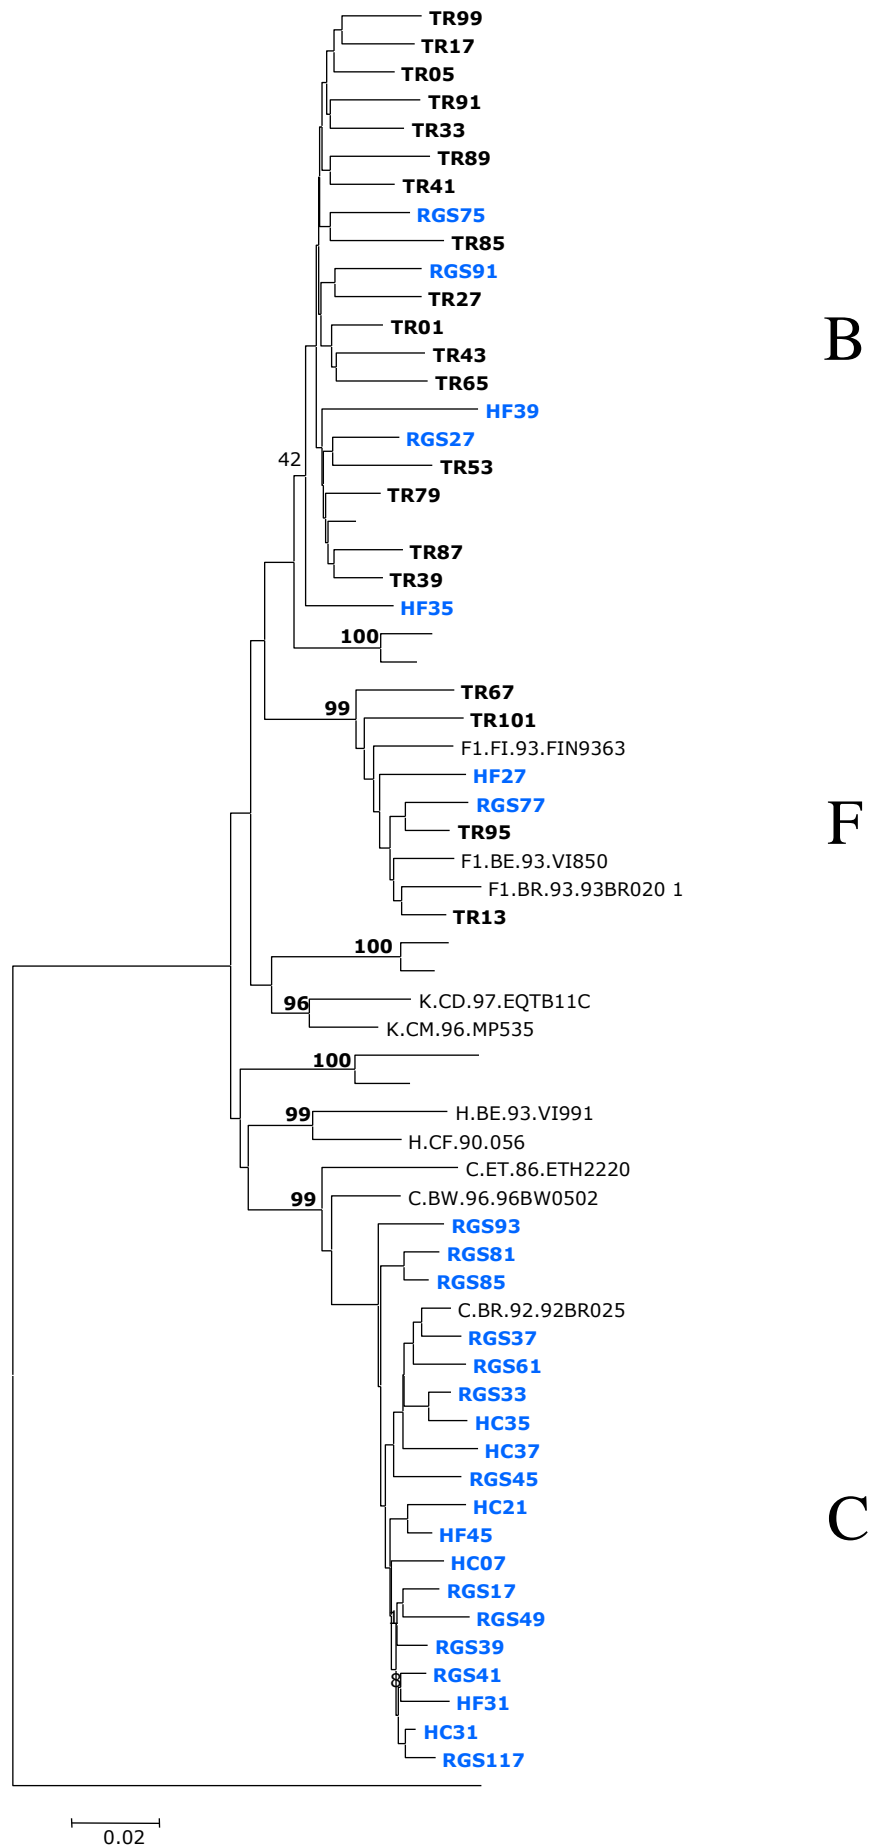 TR99
TR17
TR05
TR91
TR33
TR89
TR41
RGS75
TR85
RGS91
TR27
TR01
B
TR43
TR65
HF39
RGS27
42
TR53
TR79
TR87
TR39
HF35
100
TR67
99
TR101
F1.FI.93.FIN9363
HF27
RGS77
F
TR95
F1.BE.93.VI850
F1.BR.93.93BR020 1
TR13
100
K.CD.97.EQTB11C
96
K.CM.96.MP535
100
H.BE.93.VI991
99
H.CF.90.056
C.ET.86.ETH2220
C.BW.96.96BW0502
99
RGS93
RGS81
RGS85
C.BR.92.92BR025
RGS37
RGS61
RGS33
HC35
HC37
RGS45
HC21
C
HF45
HC07
RGS17
RGS49
RGS39
RGS41
HF31
HC31
RGS117
0.02